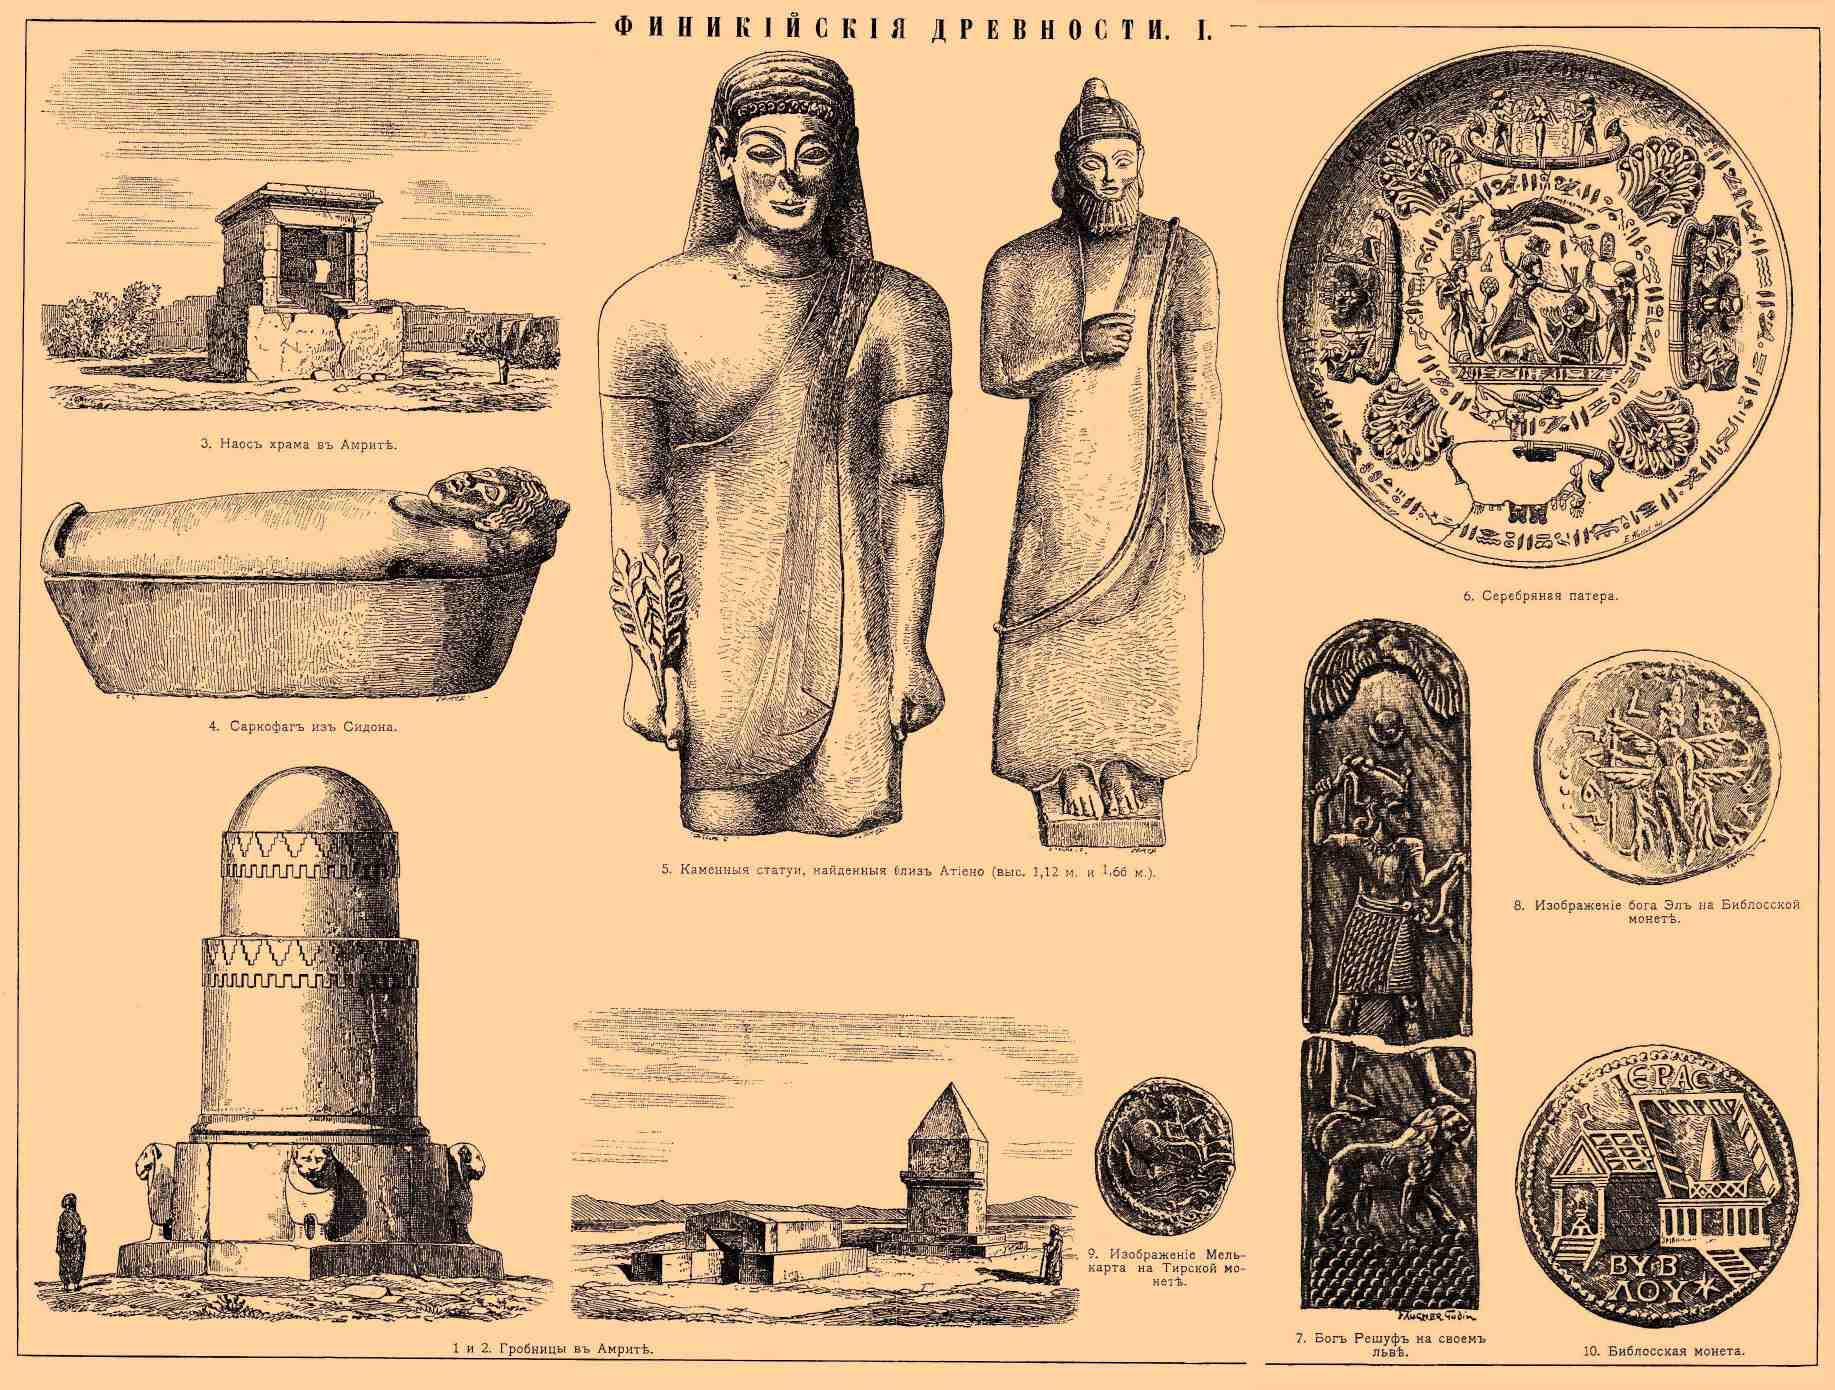 ФИНИКІЙСКІЯ ДРЕВНОСТИ. I.
3. Наосъ храма въ Амритѣ.
4. Саркофагъ изъ Сидона.
5. Каменныя статуи, найденныя близъ Атіено (выс. 1,12 м. и 1,66 м.).
6. Серебряная патера.
8. Изображеніе бога Элъ на Библосской
монетѣ.
9. Изображеніе Мель-
карта на Тирской мо-
нетѣ.
ΙΕΡΑC
ΒΥΒ
ΛΟΥ
7. Богъ Решуфъ на своемъ
львѣ.
10. Библосская монета.
1 и 2. Гробницы въ Амритѣ.